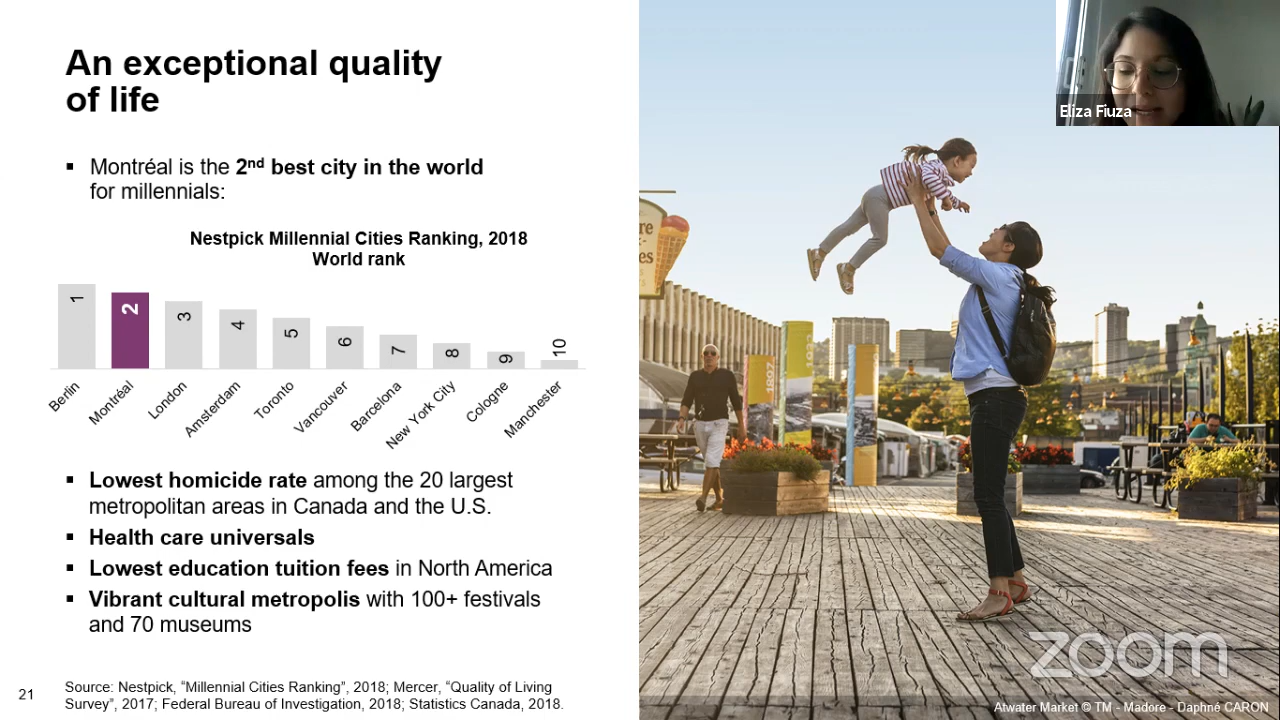 An exceptional quality
of life
▪ Montréal is the 2nd best city in the world
for millennials:
Nestpick Millennial Cities Ranking, 2018
World rank
1
2
3
4
5
6
7
8
9
10
Berlin
Montréal
London
Amsterdam
Toronto
Vancouver
Barcelona
New York City
Cologne
Manchester
▪ Lowest homicide rate among the 20 largest
metropolitan areas in Canada and the U.S.
▪ Health care universals
▪ Lowest education tuition fees in North America
▪ Vibrant cultural metropolis with 100+ festivals
and 70 museums
21
Source: Nestpick, “Millennial Cities Ranking”, 2018; Mercer, “Quality of Living
Survey”, 2017; Federal Bureau of Investigation, 2018; Statistics Canada, 2018.
Eliza Fiuza
1897
zoom
Atwater Market © TM - Madore - Daphné CARON